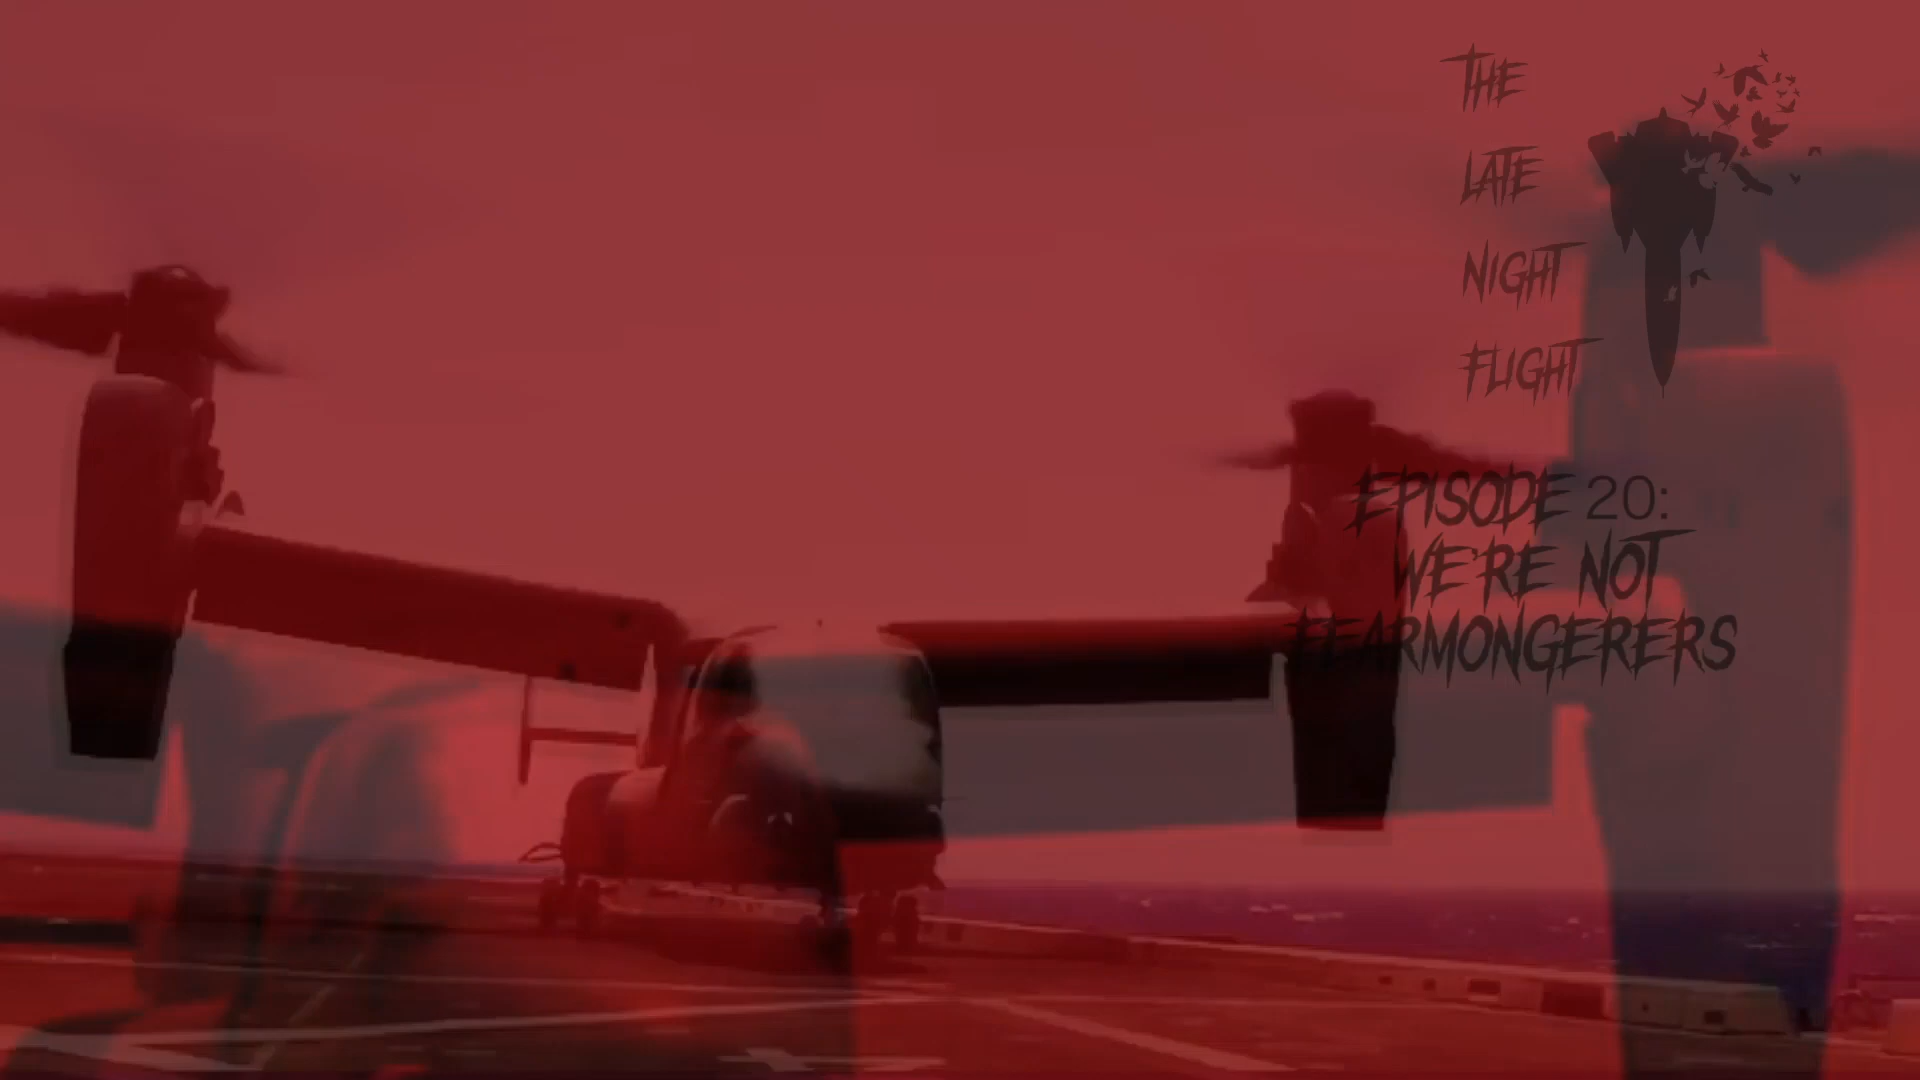 THE
LATE
NIGHT
FLIGHT
EPISODE 20:
WE'RE NOT
FEARMONGERERS